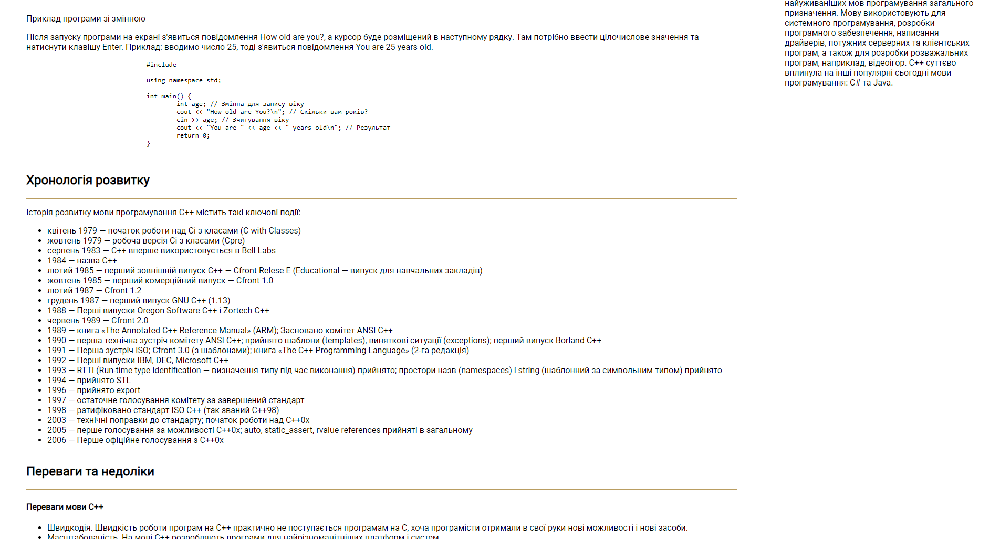 Приклад програми зі змінною
Після запуску програми на екрані з'явиться повідомлення How old are you?, а курсор буде розміщений в наступному рядку. Там потрібно ввести цілочислове значення та
натиснути клавішу Enter. Приклад: вводимо число 25, тоді з'явиться повідомлення You are 25 years old.
#include
using namespace std;
int main() {
int age; // Змінна для запису віку
cout << "How old are You?\n"; // Скільки вам років?
cin >> age; // Зчитування віку
cout << "You are " << age << " years old\n"; // Результат
return 0;
}
Хронологія розвитку
Історія розвитку мови програмування C++ містить такі ключові події:
• квітень 1979 — початок роботи над Сі з класами (C with Classes)
• жовтень 1979 — робоча версія Сі з класами (Cpre)
• серпень 1983 — C++ вперше використовується в Bell Labs
• 1984 — назва C++
• лютий 1985 — перший зовнішній випуск C++ — Cfront Relese E (Educational — випуск для навчальних закладів)
• жовтень 1985 — перший комерційний випуск — Cfront 1.0
• лютий 1987 — Cfront 1.2
• грудень 1987 — перший випуск GNU C++ (1.13)
• 1988 — Перші випуски Oregon Software C++ і Zortech C++
• червень 1989 — Cfront 2.0
• 1989 — книга «The Annotated C++ Reference Manual» (ARM); Засновано комітет ANSI C++
• 1990 — перша технічна зустріч комітету ANSI C++; прийнято шаблони (templates), виняткові ситуації (exceptions); перший випуск Borland C++
• 1991 — Перша зустріч ISO; Cfront 3.0 (з шаблонами); книга «The C++ Programming Language» (2-га редакція)
• 1992 — Перші випуски IBM, DEC, Microsoft C++
• 1993 — RTTI (Run-time type identification — визначення типу під час виконання) прийнято; простори назв (namespaces) і string (шаблонний за символьним типом) прийнято
• 1994 — прийнято STL
• 1996 — прийнято export
• 1997 — остаточне голосування комітету за завершений стандарт
• 1998 — ратифіковано стандарт ISO C++ (так званий C++98)
• 2003 — технічні поправки до стандарту; початок роботи над C++0x
• 2005 — перше голосування за можливості C++0x; auto, static_assert, rvalue references прийняті в загальному
• 2006 — Перше офіційне голосування з C++0x
Переваги та недоліки
Переваги мови C++
• Швидкодія. Швидкість роботи програм на С++ практично не поступається програмам на С, хоча програмісти отримали в свої руки нові можливості і нові засоби.
• Масштабованість. На мові C++ розробляють програми для найрізноманітніших платформ і систем
найуживаніших мов програмування загального
призначення. Мову використовують для
системного програмування, розробки
програмного забезпечення, написання
драйверів, потужних серверних та клієнтських
програм, а також для розробки розважальних
програм, наприклад, відеоігор. C++ суттєво
вплинула на інші популярні сьогодні мови
програмування: C# та Java.